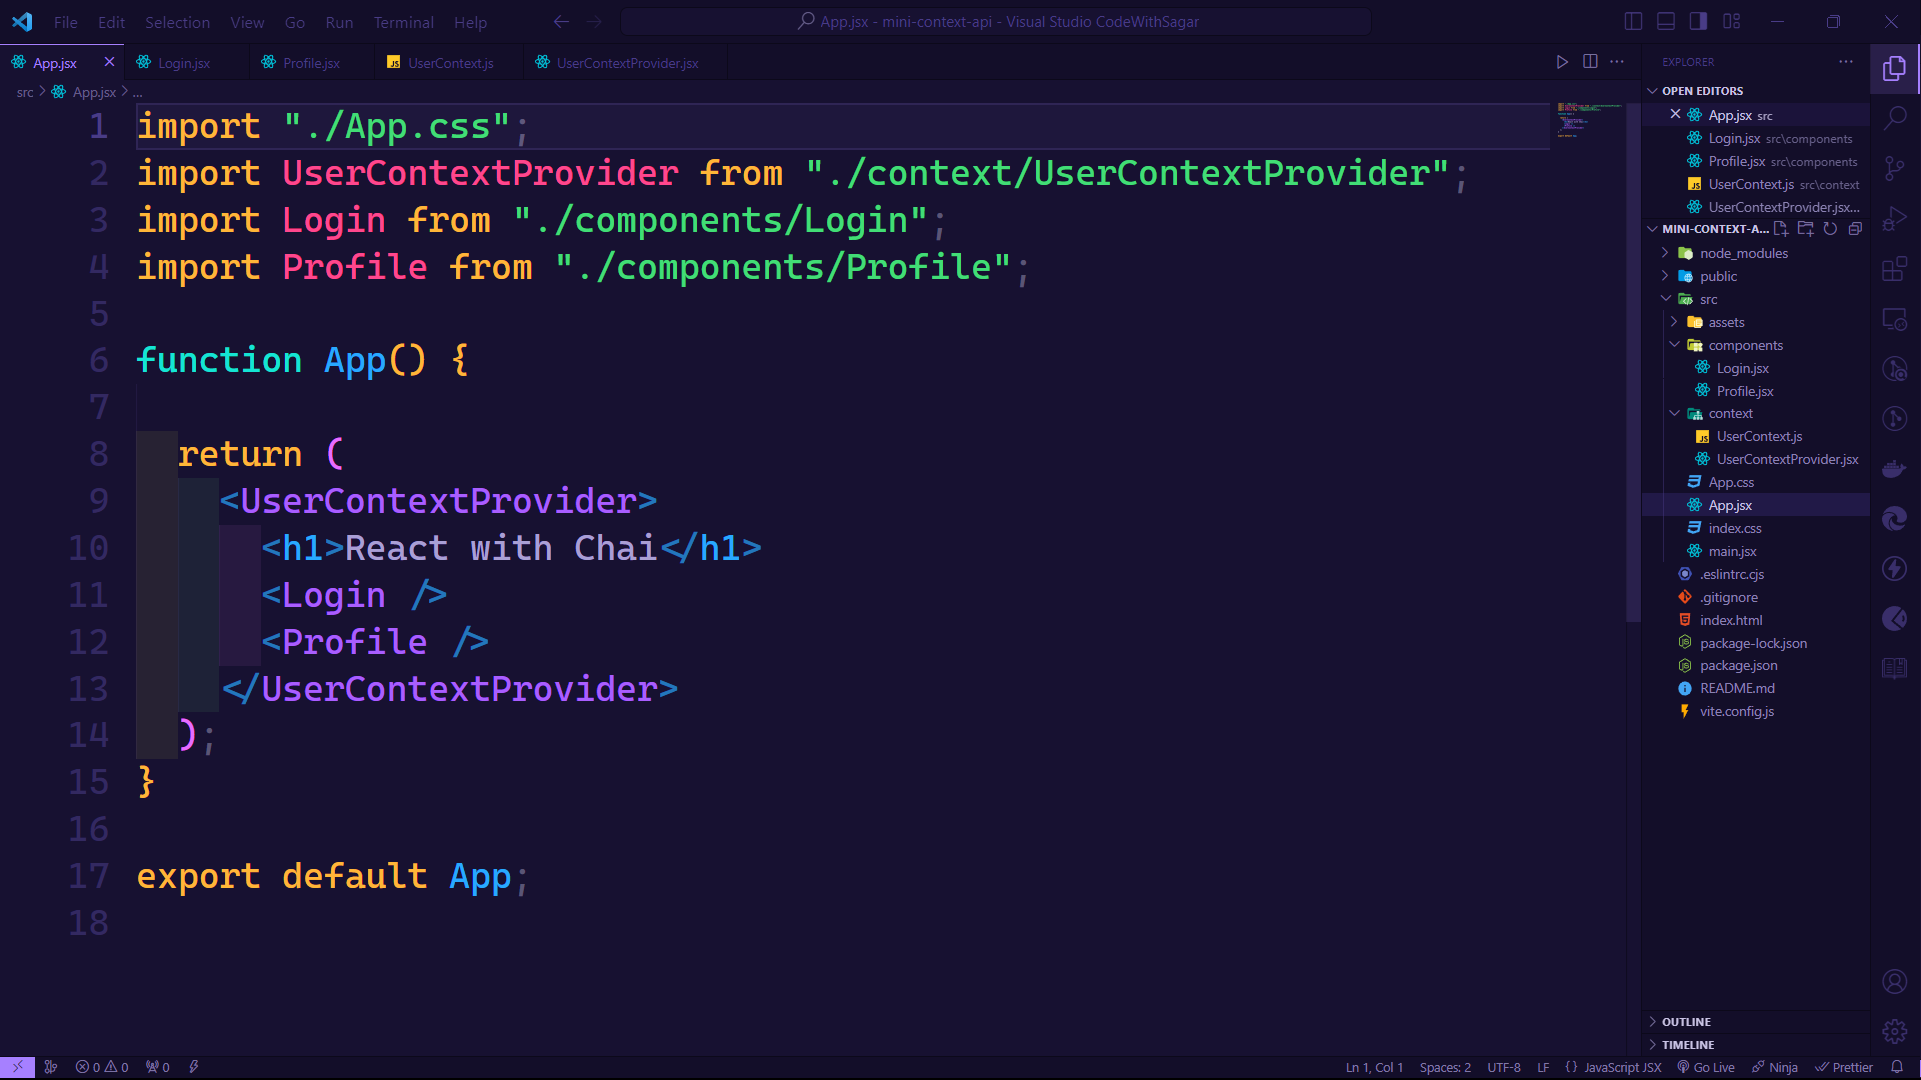 File Edit Selection View Go Run Terminal Help
App.jsx - mini-context-api - Visual Studio CodeWithSagar
App.jsx Login.jsx Profile.jsx UserContext.js UserContextProvider.jsx
src > App.jsx > ...
1 import "./App.css";
2 import UserContextProvider from "./context/UserContextProvider";
3 import Login from "./components/Login";
4 import Profile from "./components/Profile";
5
6 function App() {
7
8   return (
9     <UserContextProvider>
10       <h1>React with Chai</h1>
11       <Login />
12       <Profile />
13     </UserContextProvider>
14   );
15 }
16
17 export default App;
18
EXPLORER
OPEN EDITORS
App.jsx src
Login.jsx src\components
Profile.jsx src\components
UserContext.js src\context
UserContextProvider.jsx...
MINI-CONTEXT-A...
node_modules
public
src
assets
components
Login.jsx
Profile.jsx
context
UserContext.js
UserContextProvider.jsx
App.css
App.jsx
index.css
main.jsx
.eslintrc.cjs
.gitignore
index.html
package-lock.json
package.json
README.md
vite.config.js
OUTLINE
TIMELINE
0 0 0 Ln 1, Col 1 Spaces: 2 UTF-8 LF {} JavaScript JSX Go Live Ninja Prettier